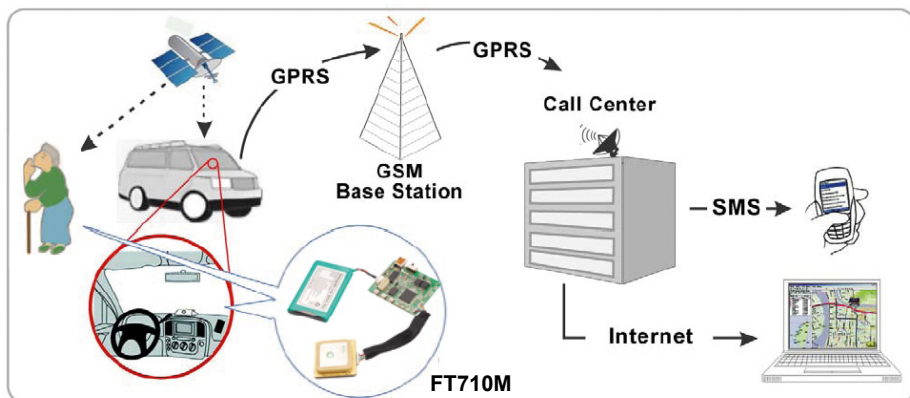 GPRS
GPRS
Call Center
GSM
Base Station
SMS
Internet
FT710M